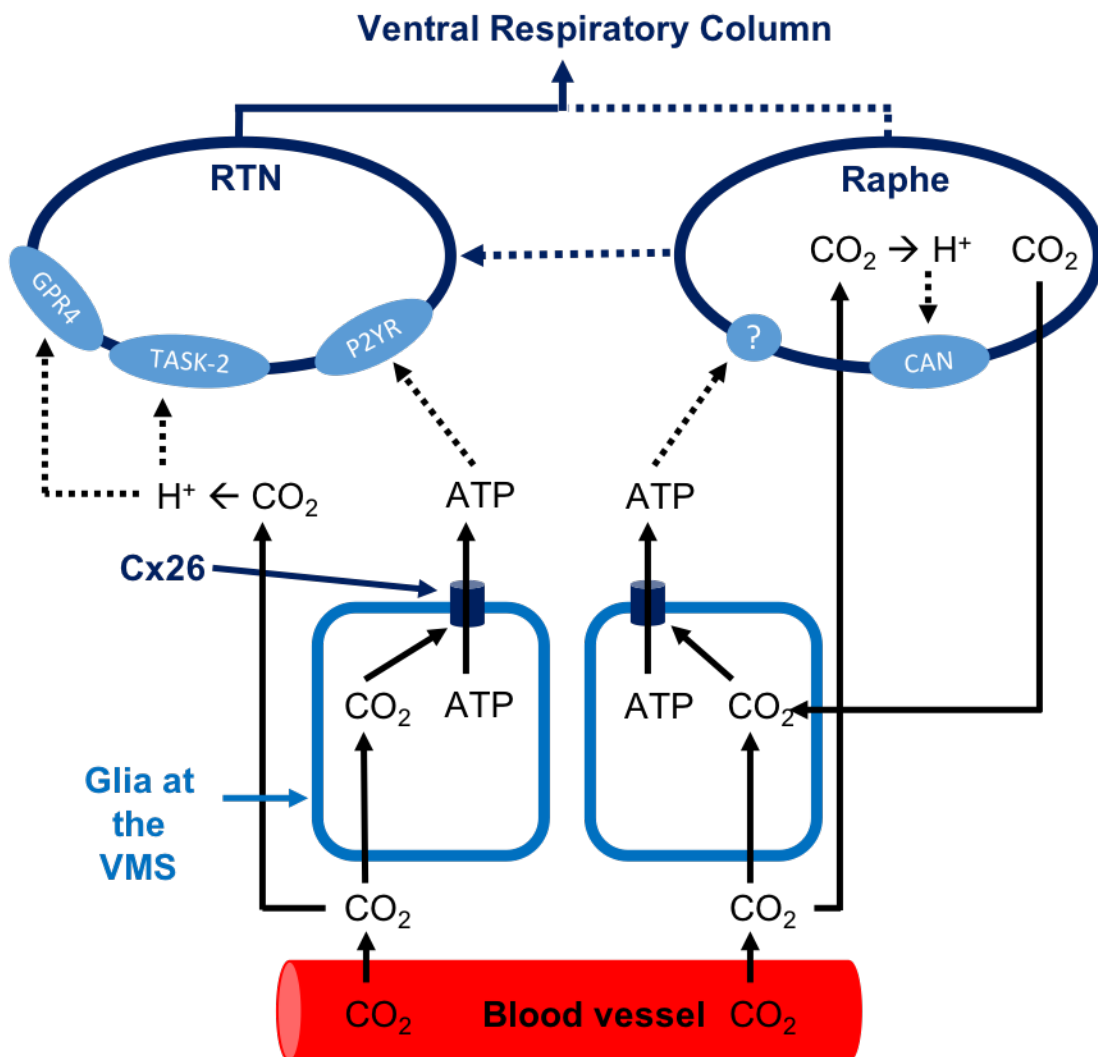 Ventral Respiratory Column
RTN
Raphe
CO₂ → H⁺
CO₂
GPR4
TASK-2
P2YR
?
CAN
H⁺ ← CO₂
ATP
ATP
Cx26
CO₂
ATP
ATP
CO₂
Glia at
the
VMS
CO₂
CO₂
CO₂
Blood vessel
CO₂